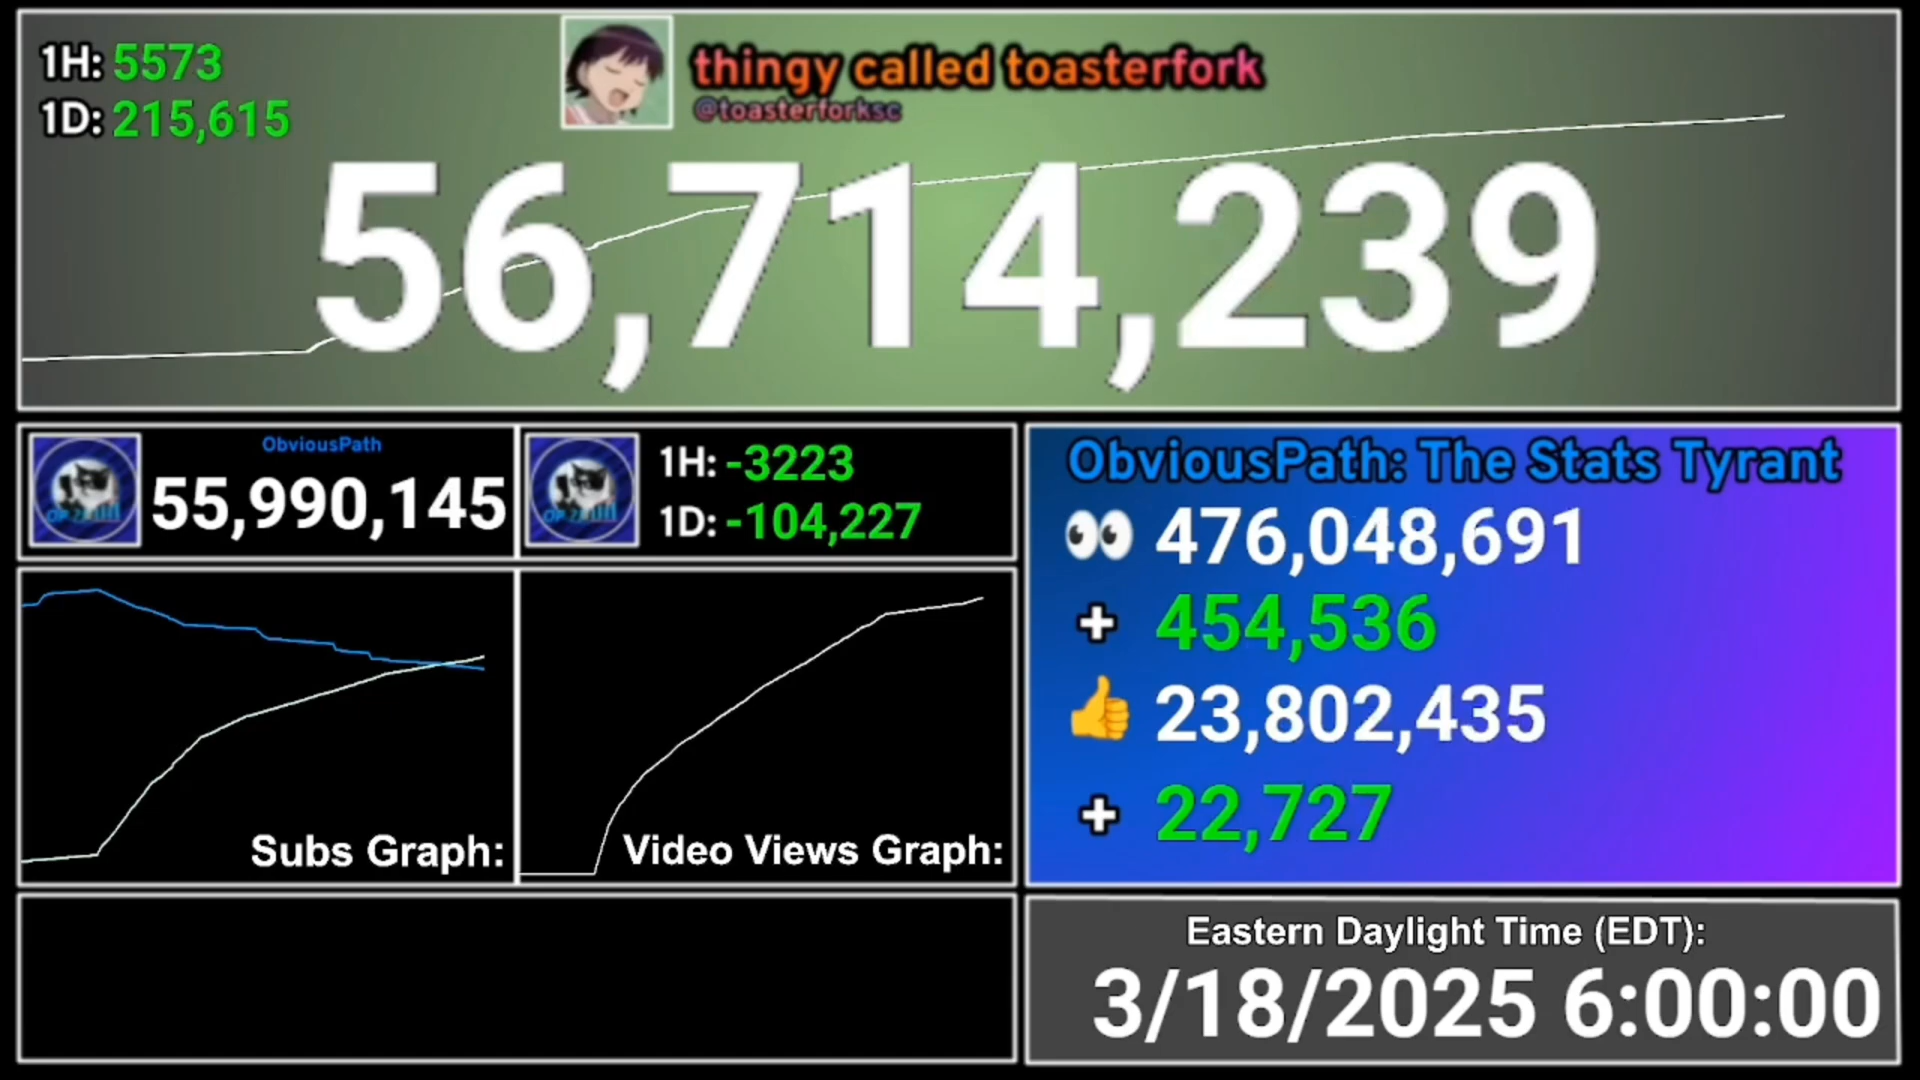 1H: 5573
1D: 215,615
thingy called toasterfork
@toasterforksc
56,714,239
ObviousPath
55,990,145
1H: -3223
1D: -104,227
ObviousPath: The Stats Tyrant
👀 476,048,691
+ 454,536
👍 23,802,435
+ 22,727
Subs Graph:
Video Views Graph:
Eastern Daylight Time (EDT):
3/18/2025 6:00:00